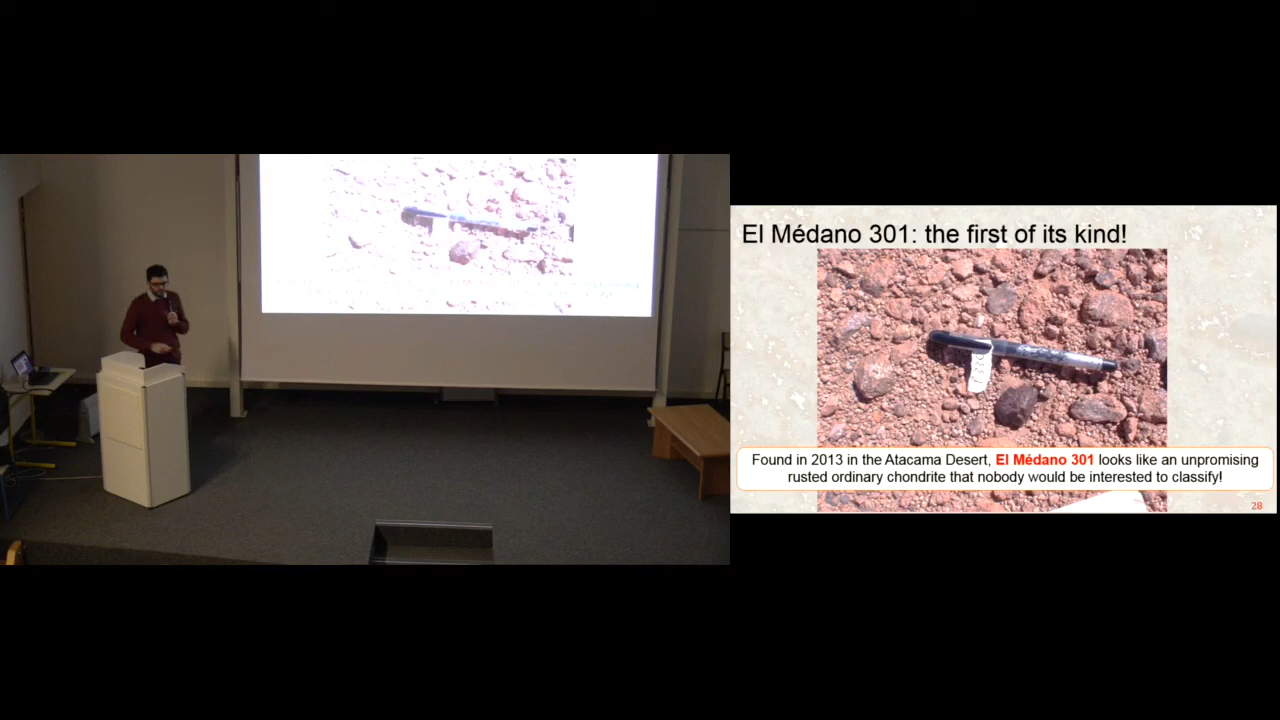 El Médano 301: the first of its kind!
Found in 2013 in the Atacama Desert, El Médano 301 looks like an unpromising
rusted ordinary chondrite that nobody would be interested to classify!
28